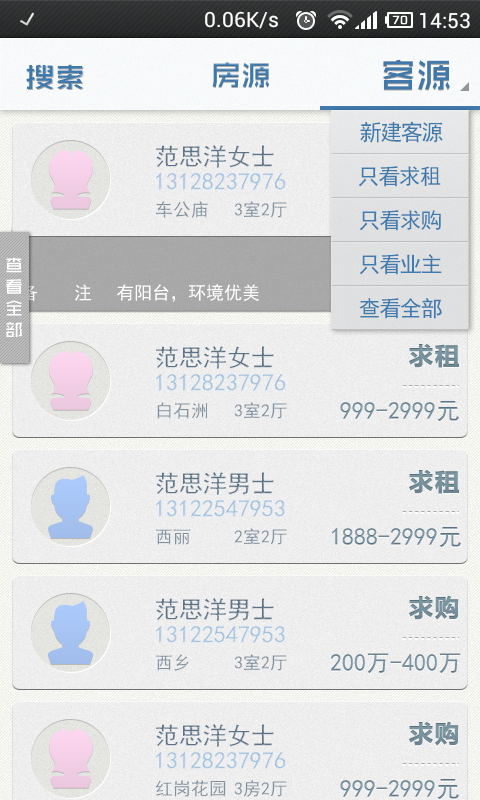 0.06K/s 70 14:53
搜索 房源 客源
新建客源
只看求租
只看求购
只看业主
查看全部
范思洋女士
13128237976
车公庙 3室2厅
查看全部
备 注 有阳台，环境优美
范思洋女士 求租
13128237976
白石洲 3室2厅 999-2999元
范思洋男士 求租
13122547953
西丽 2室2厅 1888-2999元
范思洋男士 求购
13122547953
西乡 3室2厅 200万-400万
范思洋女士 求购
13128237976
红岗花园 3房2厅 999-2999元